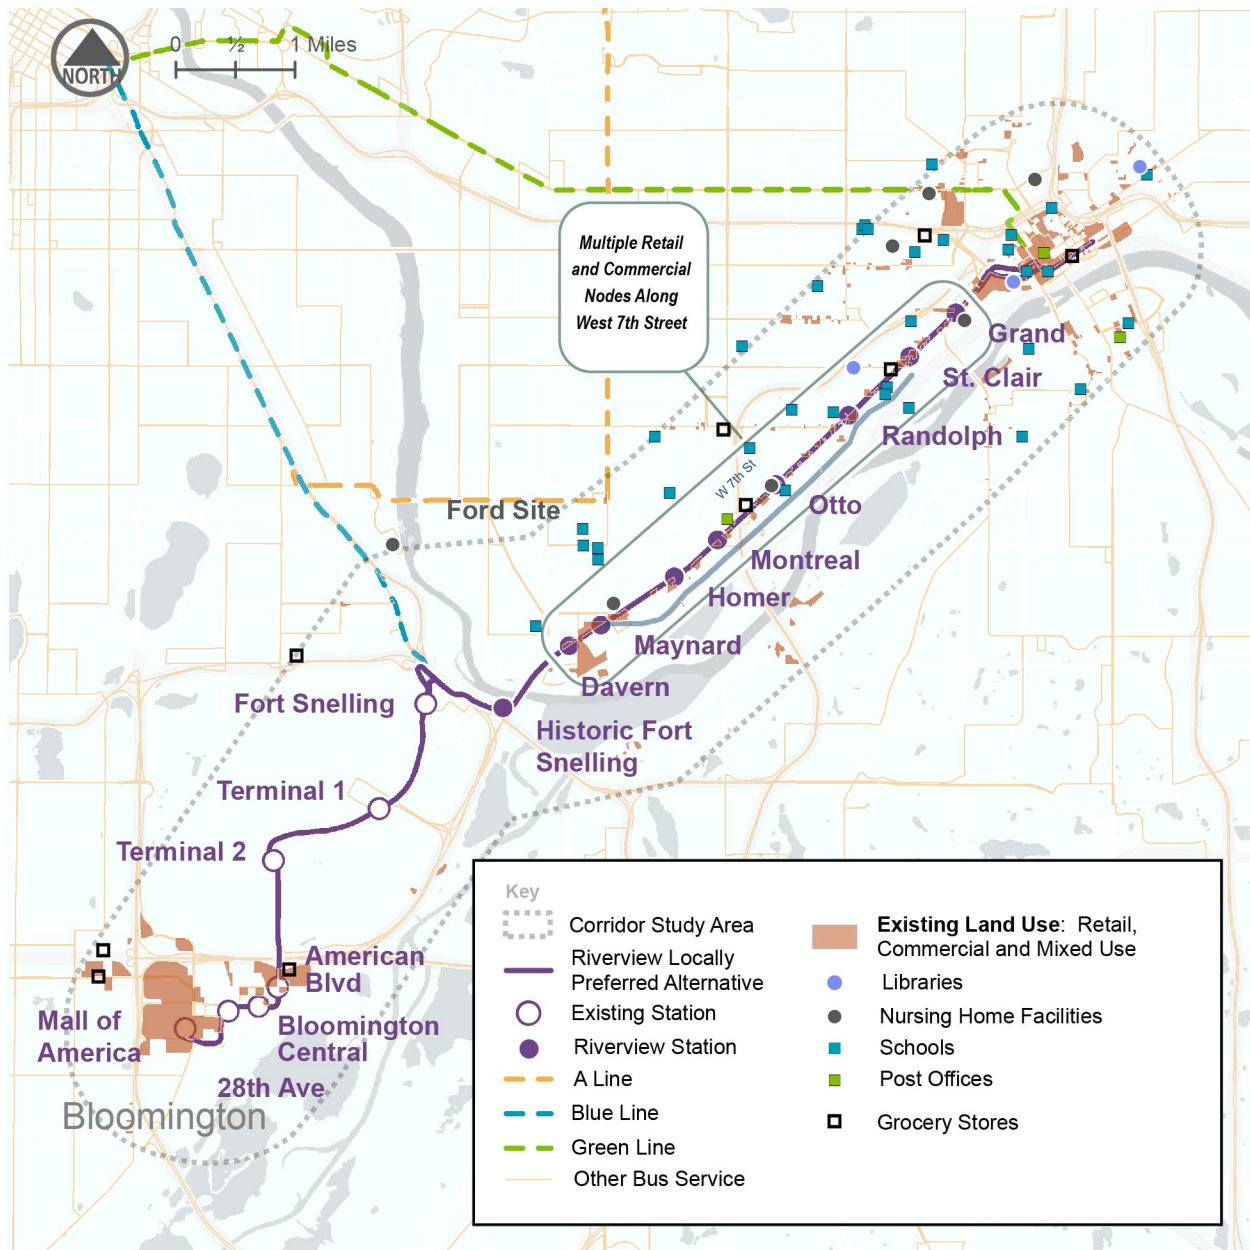 NORTH
0 ½ 1 Miles
Multiple Retail
and Commercial
Nodes Along
West 7th Street
Grand
St. Clair
Randolph
W 7th St
Otto
Ford Site
Montreal
Homer
Maynard
Davern
Fort Snelling
Historic Fort
Snelling
Terminal 1
Terminal 2
American
Blvd
Mall of
America
Bloomington
Central
28th Ave
Bloomington
Key
Corridor Study Area
Riverview Locally
Preferred Alternative
Existing Station
Riverview Station
A Line
Blue Line
Green Line
Other Bus Service
Existing Land Use: Retail,
Commercial and Mixed Use
Libraries
Nursing Home Facilities
Schools
Post Offices
Grocery Stores